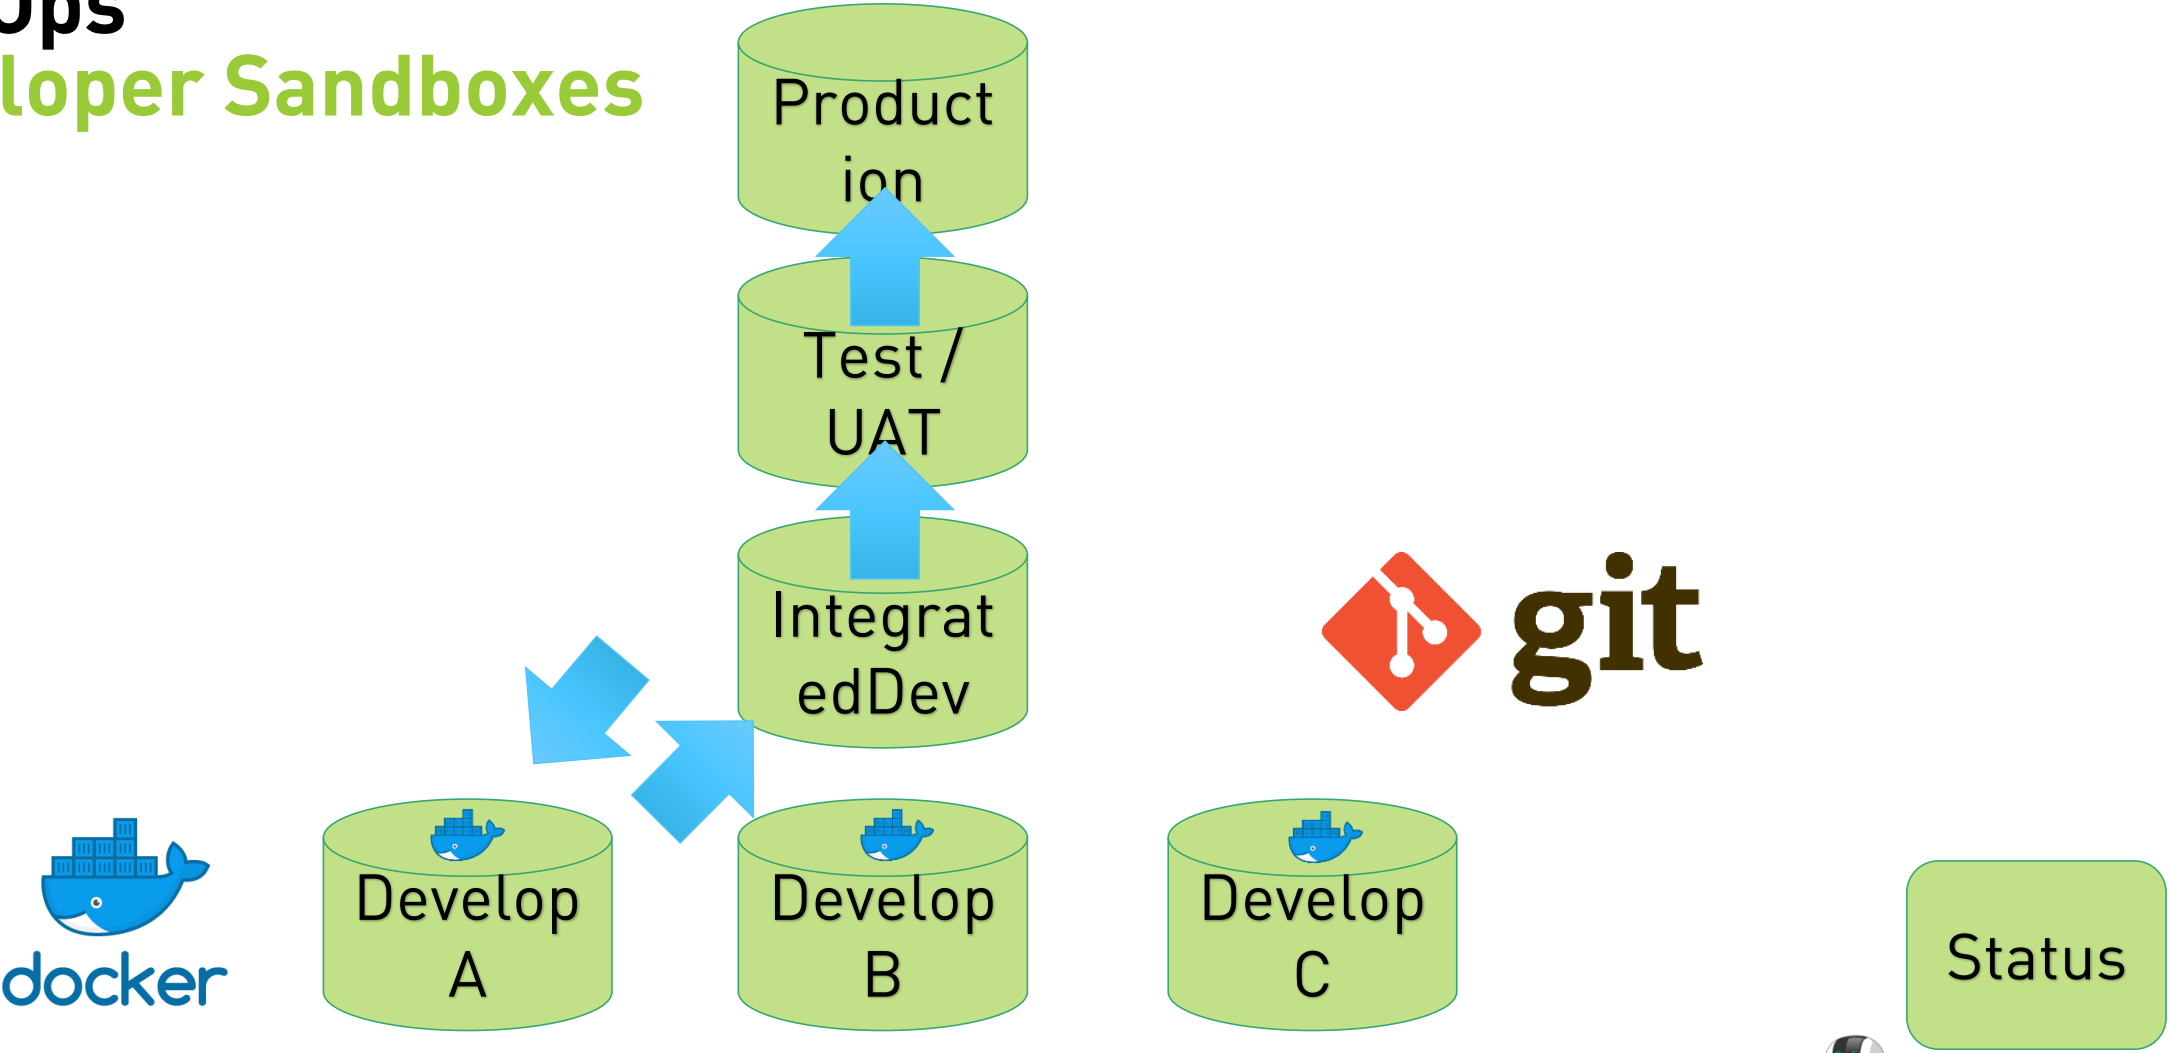 Ops
loper Sandboxes
Product
ion
Test /
UAT
Integrat
edDev
git
Develop
A
Develop
B
Develop
C
docker
Status